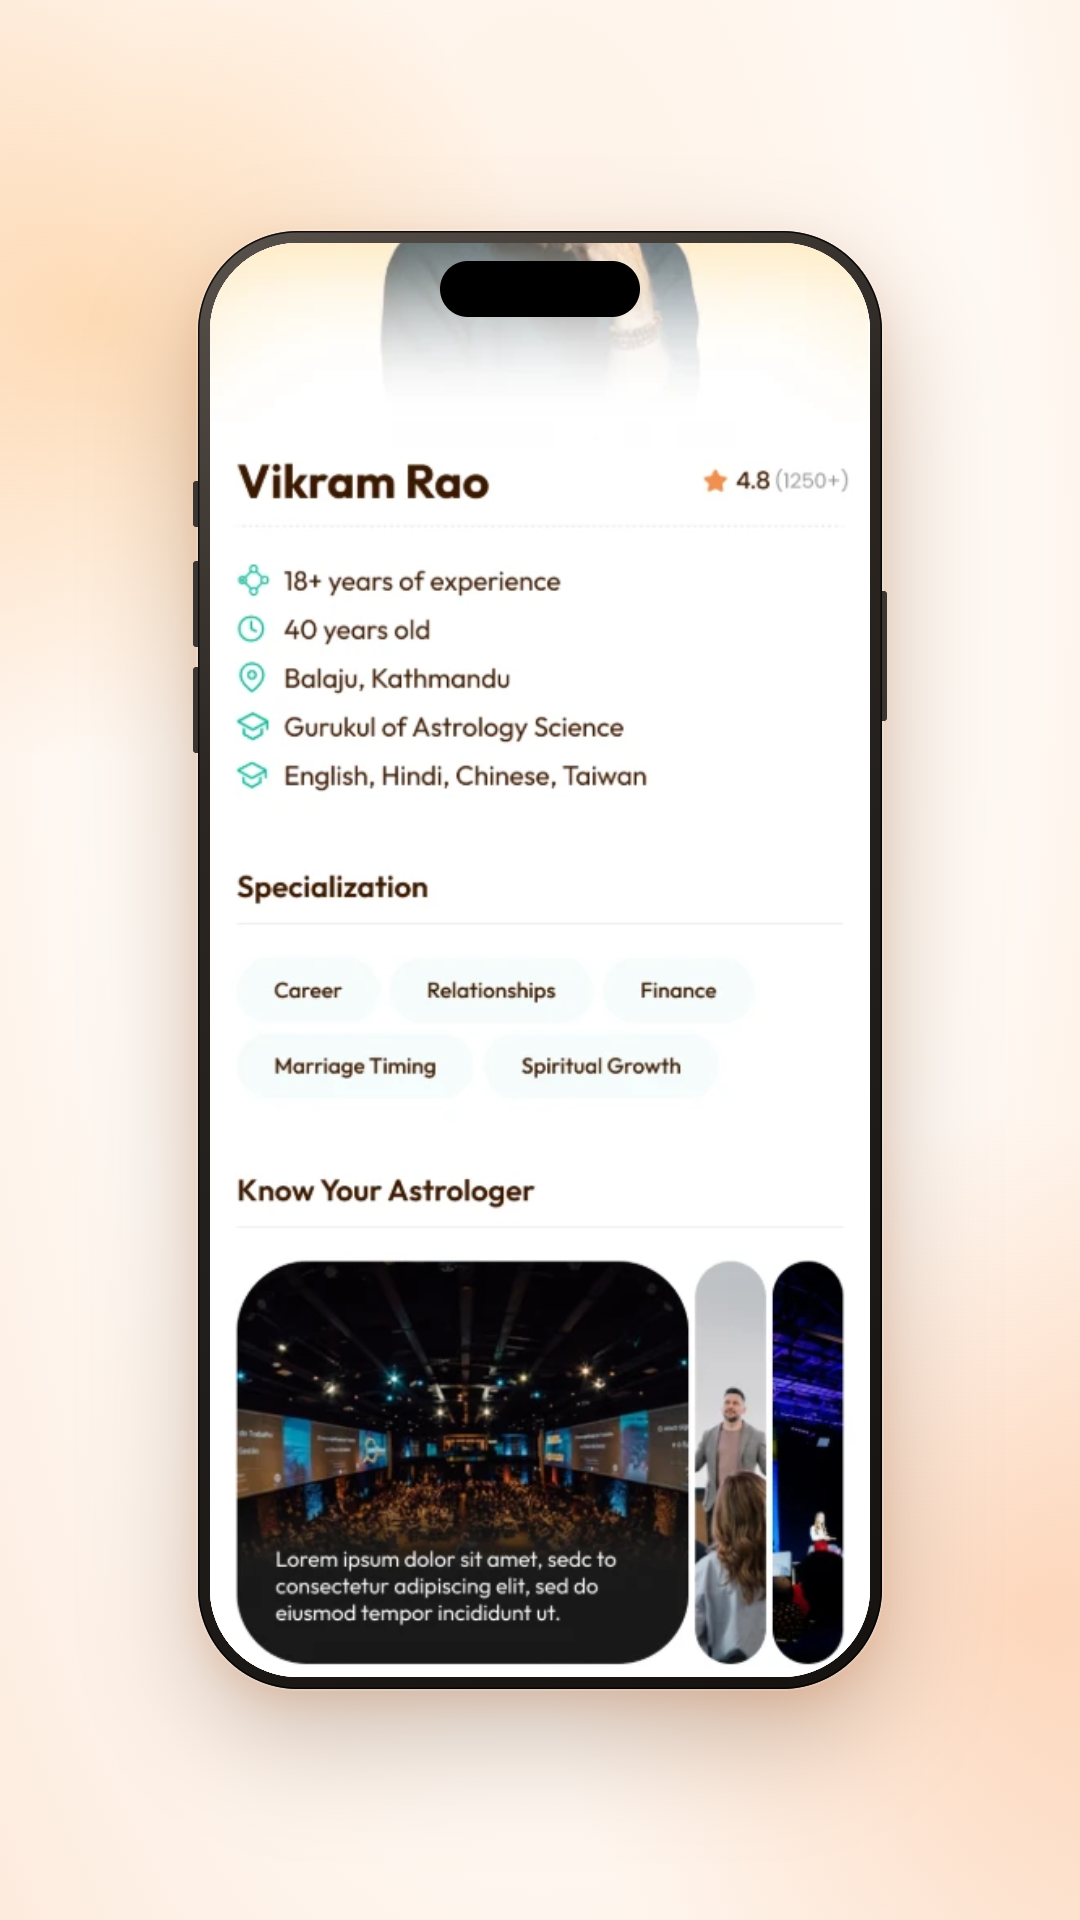 Vikram Rao
4.8 (1250+)
18+ years of experience
40 years old
Balaju, Kathmandu
Gurukul of Astrology Science
English, Hindi, Chinese, Taiwan
Specialization
Career
Relationships
Finance
Marriage Timing
Spiritual Growth
Know Your Astrologer
Lorem ipsum dolor sit amet, sedc to
consectetur adipiscing elit, sed do
eiusmod tempor incididunt ut.